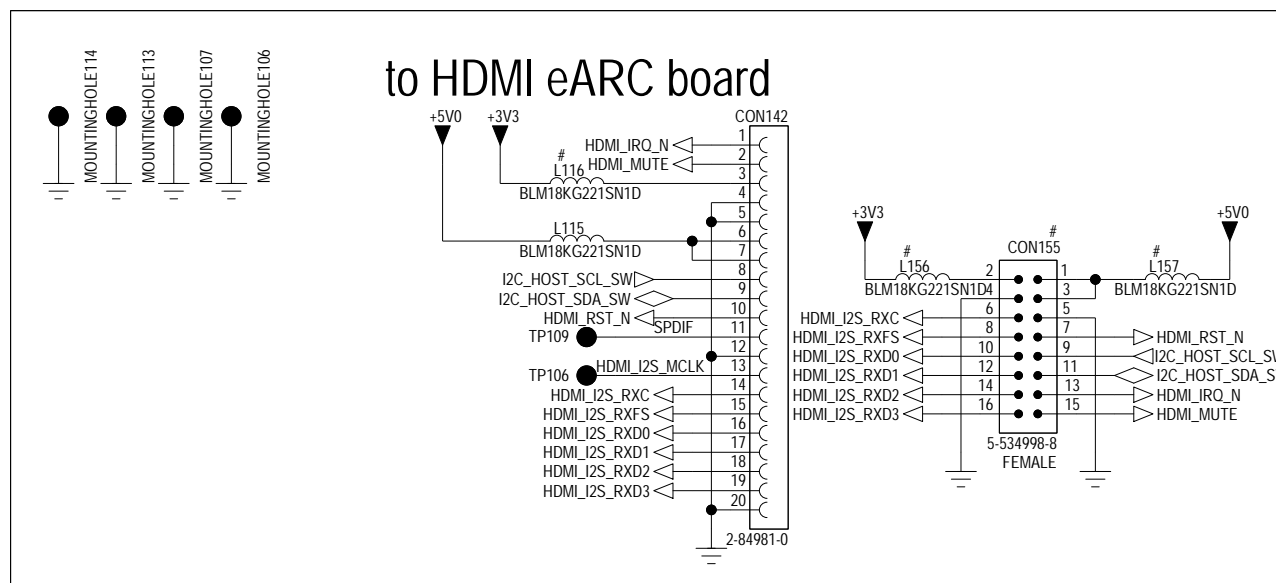 MOUNTINGHOLE114
MOUNTINGHOLE113
MOUNTINGHOLE107
MOUNTINGHOLE106
to HDMI eARC board
+5V0
+3V3
CON142
HDMI_IRQ_N
1
HDMI_MUTE
2
#
L116
3
BLM18KG221SN1D
4
5
L115
6
BLM18KG221SN1D
7
I2C_HOST_SCL_SW
8
I2C_HOST_SDA_SW
9
HDMI_RST_N
10
SPDIF
TP109
11
12
HDMI_I2S_MCLK
TP106
13
HDMI_I2S_RXC
14
HDMI_I2S_RXFS
15
HDMI_I2S_RXD0
16
HDMI_I2S_RXD1
17
HDMI_I2S_RXD2
18
HDMI_I2S_RXD3
19
20
2-84981-0
+3V3
#
+5V0
CON155
#
L156
2
1
#
L157
BLM18KG221SN1D
4
3
BLM18KG221SN1D
HDMI_I2S_RXC
6
5
HDMI_I2S_RXFS
8
7
HDMI_RST_N
HDMI_I2S_RXD0
10
9
I2C_HOST_SCL_SW
HDMI_I2S_RXD1
12
11
I2C_HOST_SDA_S
HDMI_I2S_RXD2
14
13
HDMI_IRQ_N
HDMI_I2S_RXD3
16
15
HDMI_MUTE
5-534998-8
FEMALE